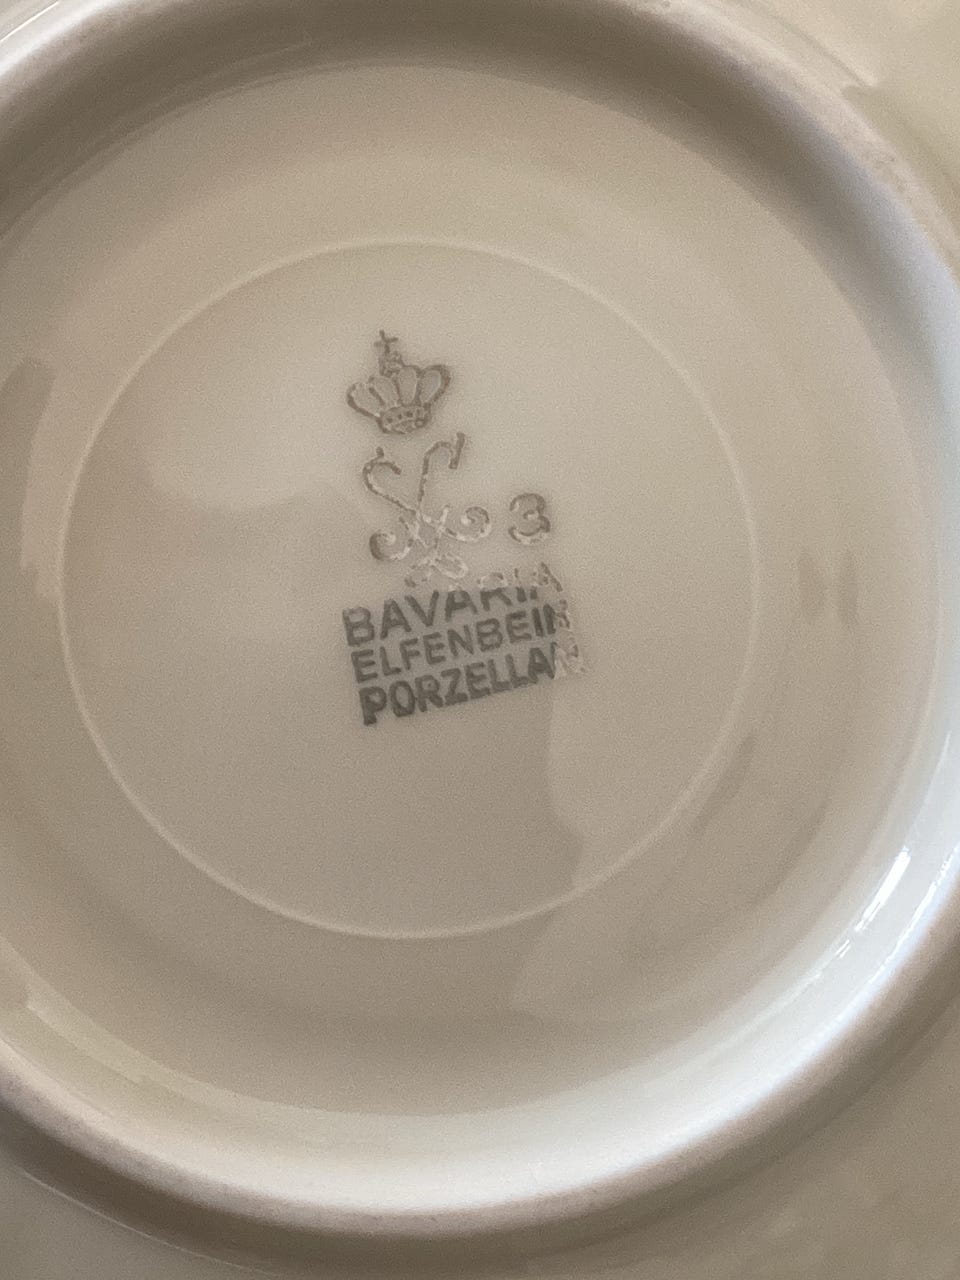 3
BAVARIA
ELFENBEIN
PORZELLAN